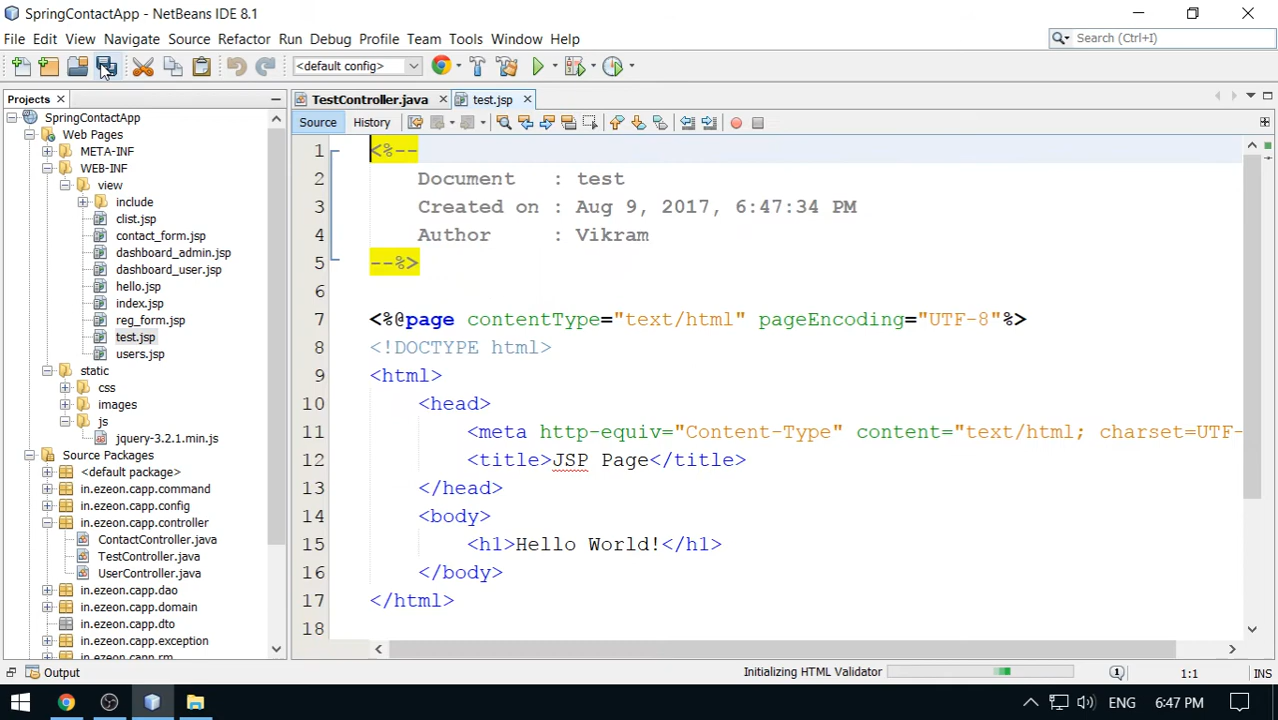 SpringContactApp - NetBeans IDE 8.1
File Edit View Navigate Source Refactor Run Debug Profile Team Tools Window Help
Search (Ctrl+I)
<default config>
Projects
TestController.java
test.jsp
SpringContactApp
Web Pages
META-INF
WEB-INF
view
include
clist.jsp
contact_form.jsp
dashboard_admin.jsp
dashboard_user.jsp
hello.jsp
index.jsp
reg_form.jsp
test.jsp
users.jsp
static
css
images
js
jquery-3.2.1.min.js
Source Packages
<default package>
in.ezeon.capp.command
in.ezeon.capp.config
in.ezeon.capp.controller
ContactController.java
TestController.java
UserController.java
in.ezeon.capp.dao
in.ezeon.capp.domain
in.ezeon.capp.dto
in.ezeon.capp.exception
in.ezeon.capp.rm
Source History
1 <%--
2 Document : test
3 Created on : Aug 9, 2017, 6:47:34 PM
4 Author : Vikram
5 --%>
6
7 <%@page contentType="text/html" pageEncoding="UTF-8"%>
8 <!DOCTYPE html>
9 <html>
10 <head>
11 <meta http-equiv="Content-Type" content="text/html; charset=UTF-
12 <title>JSP Page</title>
13 </head>
14 <body>
15 <h1>Hello World!</h1>
16 </body>
17 </html>
18
Output
Initializing HTML Validator
1:1
INS
ENG
6:47 PM